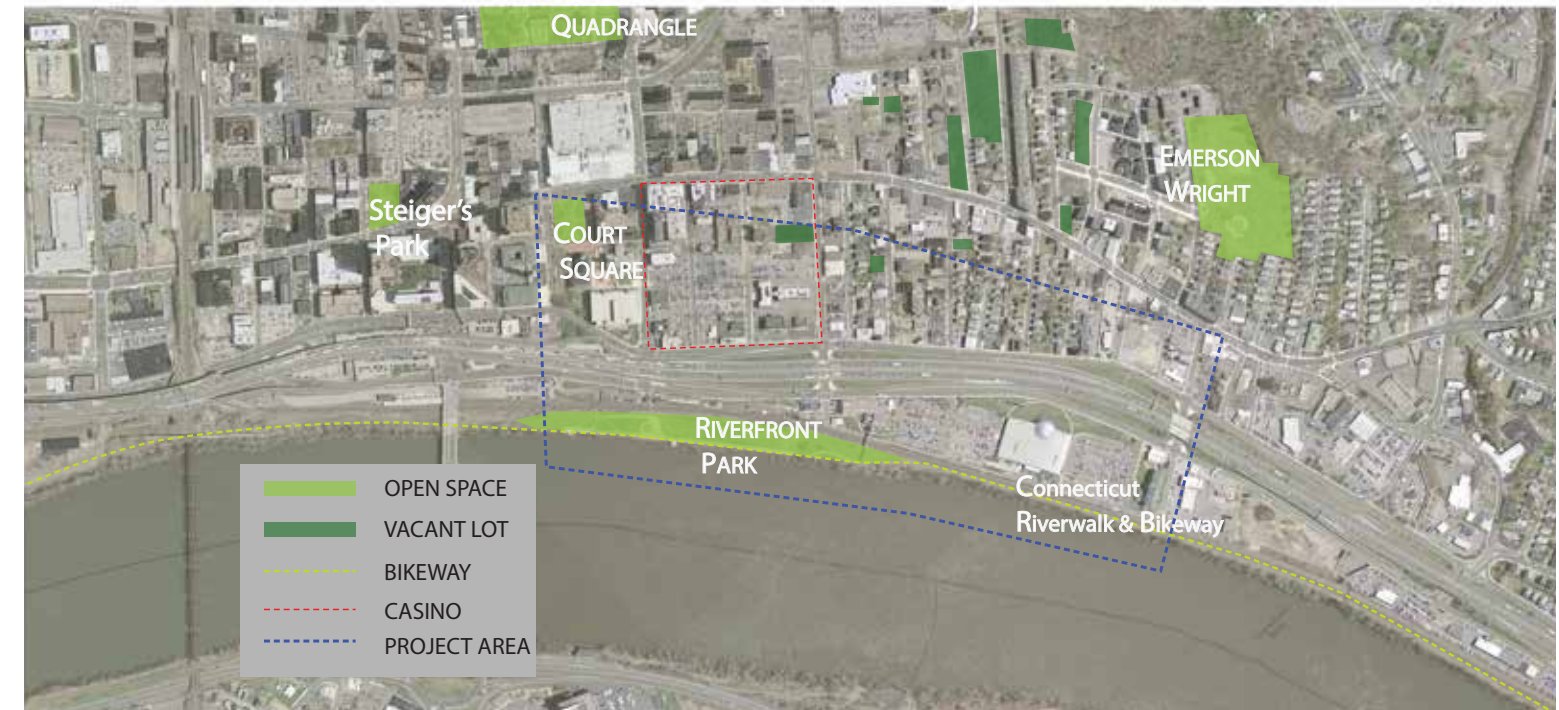 QUADRANGLE
EMERSON
WRIGHT
Steiger's
Park
COURT
SQUARE
RIVERFRONT
PARK
Connecticut
Riverwalk & Bikeway
OPEN SPACE
VACANT LOT
BIKEWAY
CASINO
PROJECT AREA